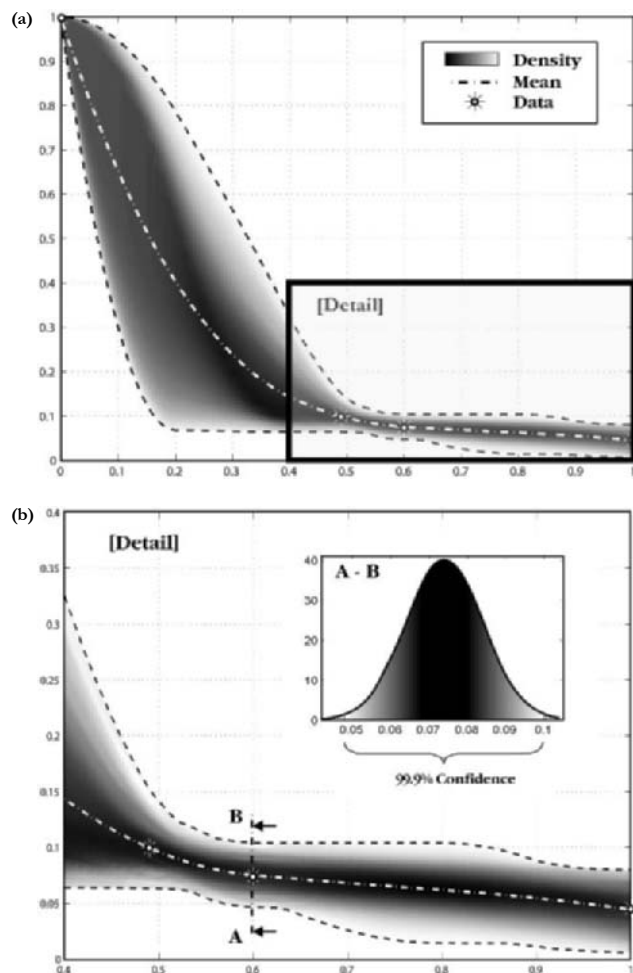 (a)
1
0.9
0.8
0.7
0.6
0.5
0.4
0.3
0.2
0.1
0
0 0.1 0.2 0.3 0.4 0.5 0.6 0.7 0.8 0.9 1
Density
Mean
Data
[Detail]
(b)
0.4
0.35
0.3
0.25
0.2
0.15
0.1
0.05
0
0.4 0.5 0.6 0.7 0.8 0.9 1
[Detail]
A - B
40
30
20
10
0
0.05 0.06 0.07 0.08 0.09 0.1
99.9% Confidence
B
A